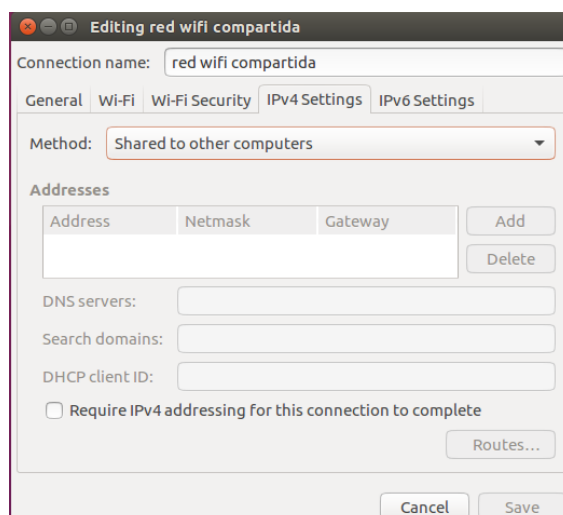 Editing red wifi compartida
Connection name: red wifi compartida
General Wi-Fi Wi-Fi Security IPv4 Settings IPv6 Settings
Method: Shared to other computers
Addresses
Address Netmask Gateway Add
Delete
DNS servers:
Search domains:
DHCP client ID:
Require IPv4 addressing for this connection to complete
Routes...
Cancel Save